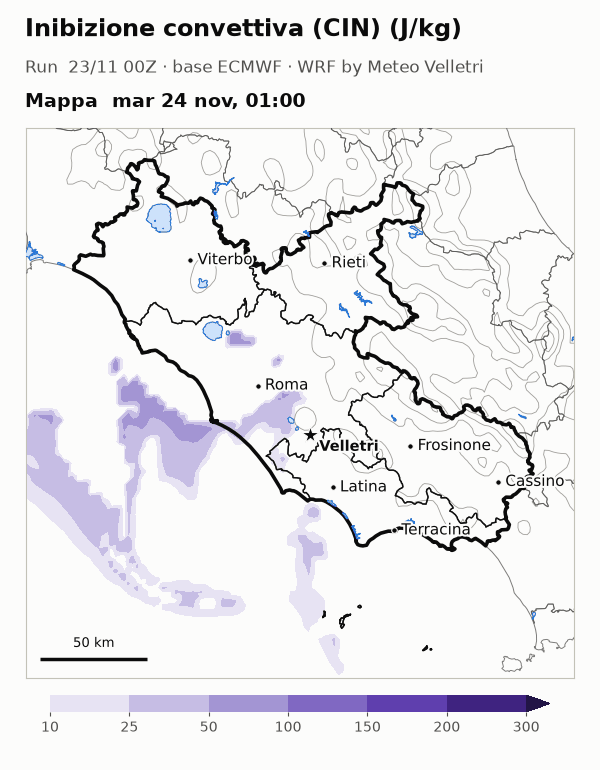 Inibizione convettiva (CIN) (J/kg)
Run  23/11 00Z · base ECMWF · WRF by Meteo Velletri
Mappa  mar 24 nov, 01:00
Viterbo
Rieti
Roma
Velletri
Frosinone
Latina
Cassino
Terracina
50 km
10 25 50 100 150 200 300